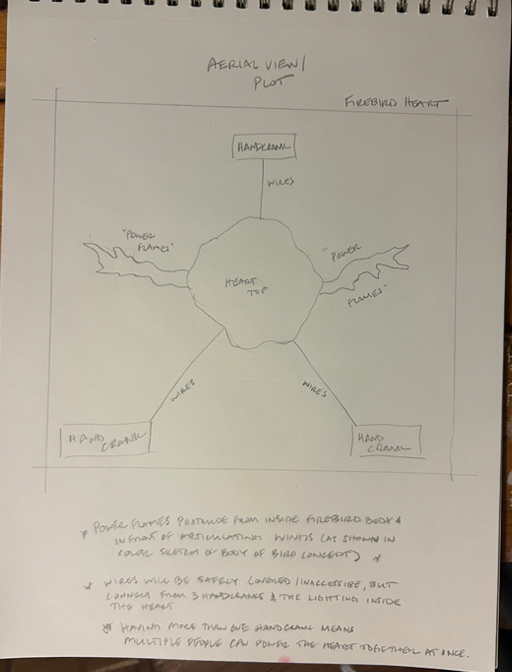 AERIAL VIEW/
PLOT
FIREBIRD HEART
HANDCRANK
WIRES
"POWER
FLAMES"
"POWER
FLAMES"
HEART
TOP
WIRES
WIRES
HAND
CRANK
HAND
CRANK
* POWER FLAMES PROTRUDE FROM INSIDE FIREBIRD BODY &
IN FRONT OF ARTICULATING WINGS (AS SHOWN IN
COLOR SKETCH OF BODY OF BIRD CONCEPT) *
* WIRES WILL BE SAFELY COVERED/INACCESSIBLE, BUT
CONNECT FROM 3 HANDCRANKS & THE LIGHTING INSIDE
THE HEART
* HAVING MORE THAN ONE HANDCRANK MEANS
MULTIPLE PEOPLE CAN POWER THE HEART TOGETHER AT ONCE.